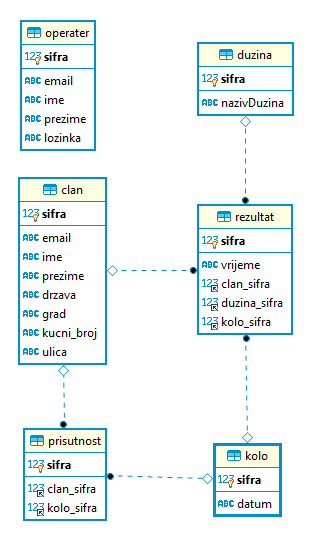 operater
123 sifra
ABC email
ABC ime
ABC prezime
ABC lozinka
duzina
123 sifra
ABC nazivDuzina
clan
123 sifra
ABC email
ABC ime
ABC prezime
ABC drzava
ABC grad
ABC kucni_broj
ABC ulica
rezultat
123 sifra
ABC vrijeme
123 clan_sifra
123 duzina_sifra
123 kolo_sifra
prisutnost
123 sifra
123 clan_sifra
123 kolo_sifra
kolo
123 sifra
ABC datum